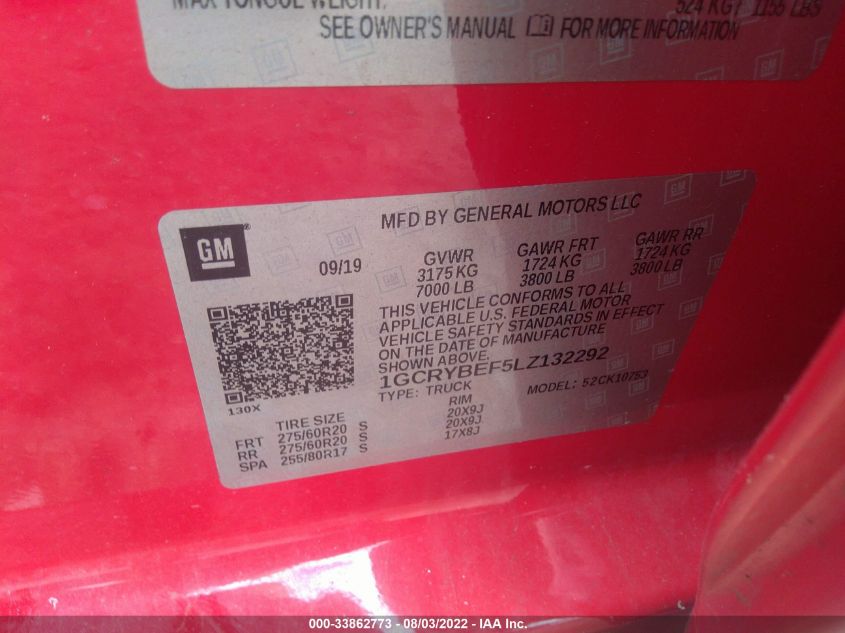 MAX TONGUE WEIGHT: 524 KG / 1155 LBS
SEE OWNER'S MANUAL FOR MORE INFORMATION
GM®
MFD BY GENERAL MOTORS LLC
09/19
GVWR GAWR FRT GAWR RR
3175 KG 1724 KG 1724 KG
7000 LB 3800 LB 3800 LB
THIS VEHICLE CONFORMS TO ALL
APPLICABLE U.S. FEDERAL MOTOR
VEHICLE SAFETY STANDARDS IN EFFECT
ON THE DATE OF MANUFACTURE
SHOWN ABOVE.
1GCRYBEF5LZ132292
TYPE: TRUCK MODEL: 52CK10753
130X
TIRE SIZE RIM
FRT 275/60R20 S 20X9J
RR 275/60R20 S 20X9J
SPA 255/80R17 S 17X8J
000-33862773 - 08/03/2022 - IAA Inc.